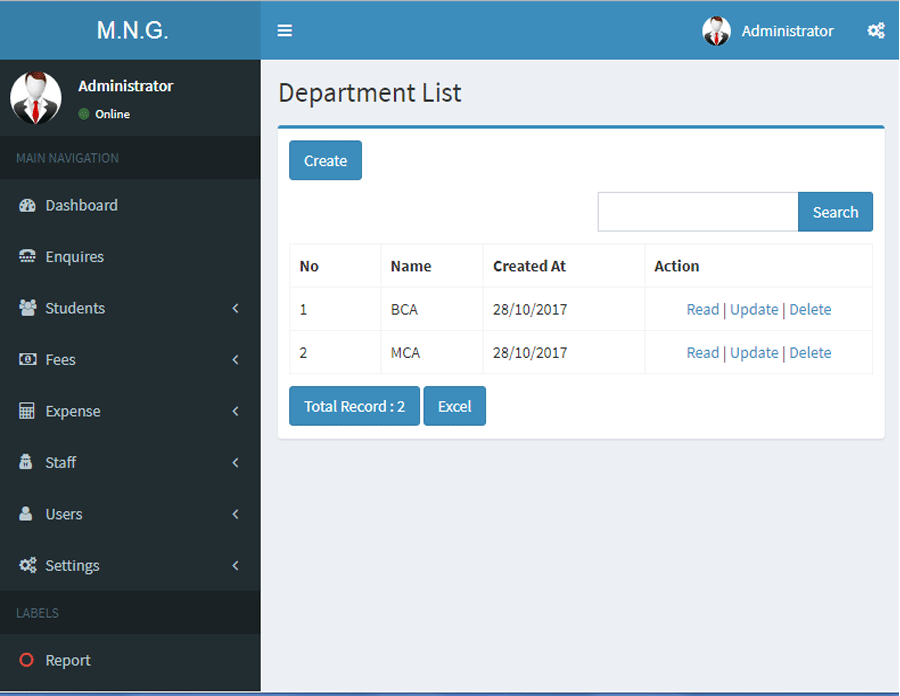 M.N.G.
Administrator
Administrator
Online
MAIN NAVIGATION
Dashboard
Enquires
Students
Fees
Expense
Staff
Users
Settings
LABELS
Report
Department List
Create
Search
No Name Created At Action
1 BCA 28/10/2017 Read | Update | Delete
2 MCA 28/10/2017 Read | Update | Delete
Total Record : 2 Excel